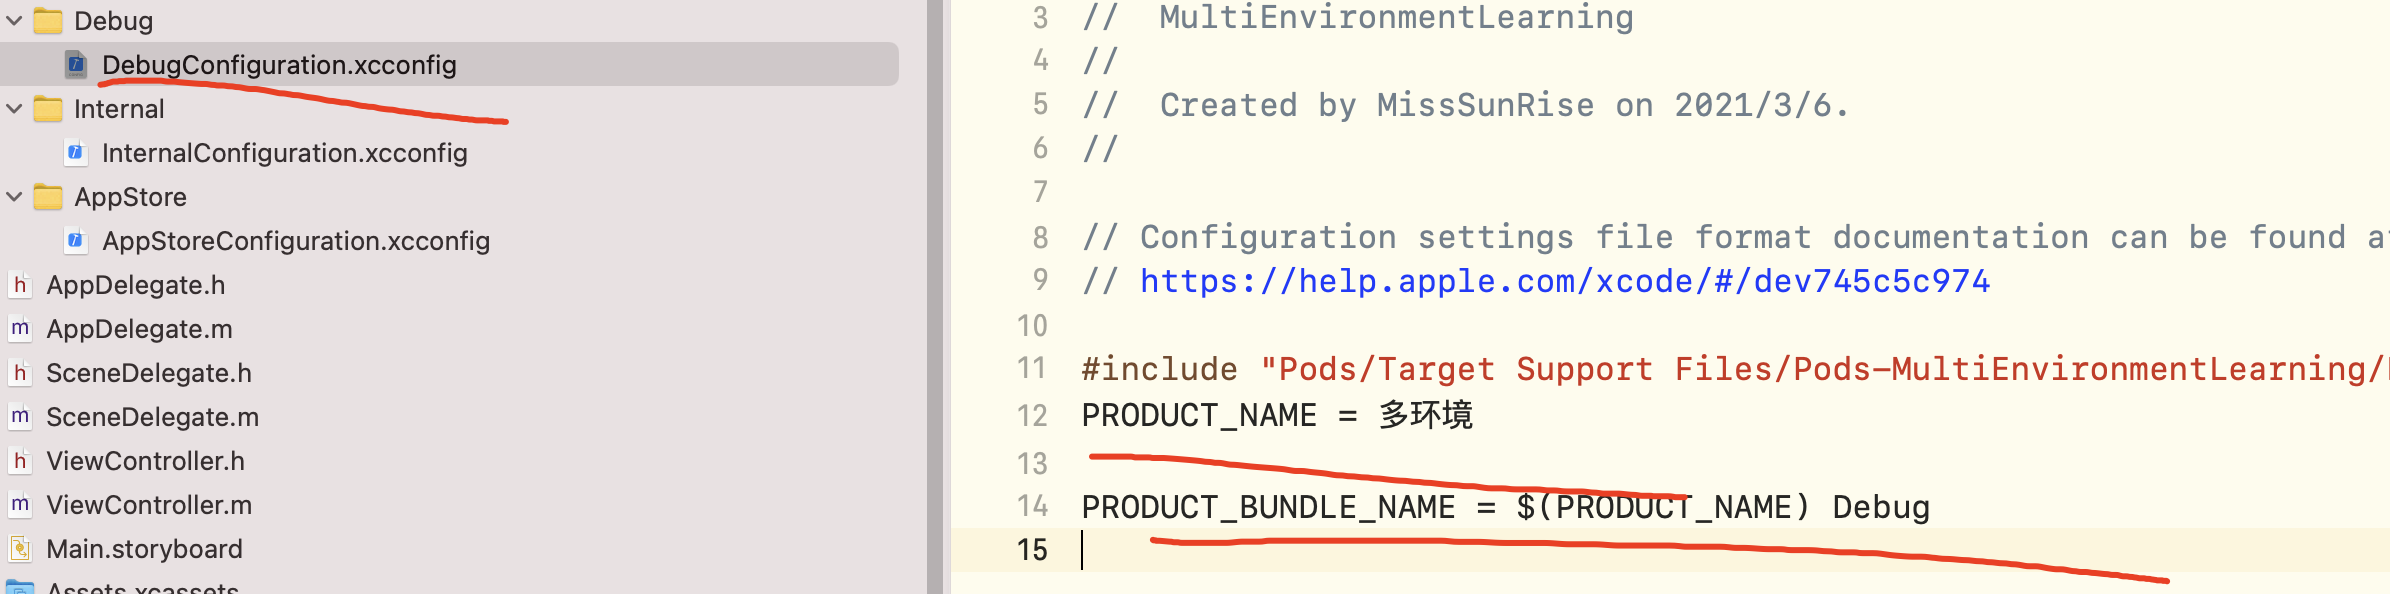 Debug
DebugConfiguration.xcconfig
Internal
InternalConfiguration.xcconfig
AppStore
AppStoreConfiguration.xcconfig
AppDelegate.h
AppDelegate.m
SceneDelegate.h
SceneDelegate.m
ViewController.h
ViewController.m
Main.storyboard
Assets.xcassets
3 // MultiEnvironmentLearning
4 //
5 // Created by MissSunRise on 2021/3/6.
6 //
7
8 // Configuration settings file format documentation can be found
9 // https://help.apple.com/xcode/#/dev745c5c974
10
11 #include "Pods/Target Support Files/Pods-MultiEnvironmentLearning/
12 PRODUCT_NAME = 多环境
13
14 PRODUCT_BUNDLE_NAME = $(PRODUCT_NAME) Debug
15